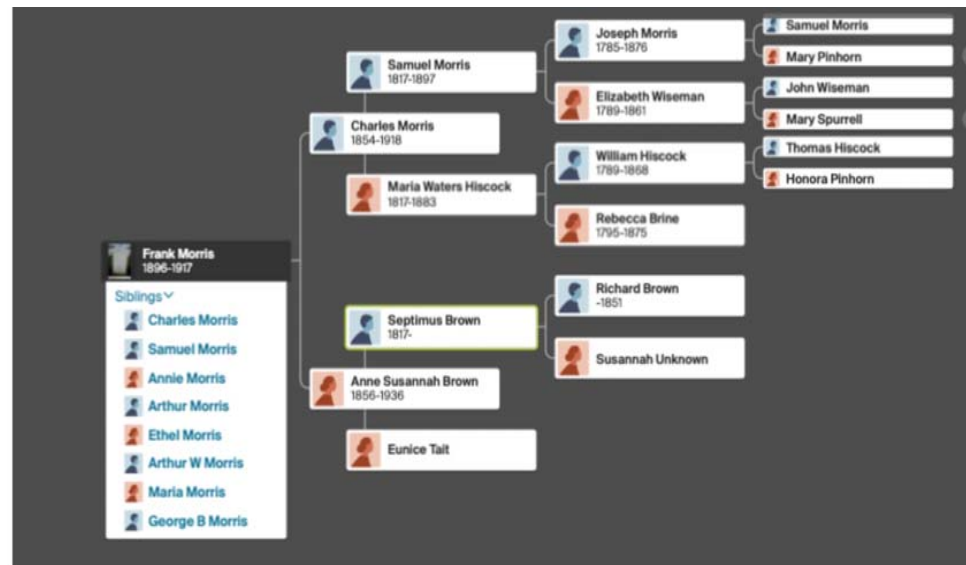 Frank Morris
1896-1917
Siblings
Charles Morris
Samuel Morris
Annie Morris
Arthur Morris
Ethel Morris
Arthur W Morris
Maria Morris
George B Morris
Charles Morris
1854-1918
Samuel Morris
1817-1897
Maria Waters Hiscock
1817-1883
Joseph Morris
1785-1876
Elizabeth Wiseman
1789-1861
William Hiscock
1789-1868
Rebecca Brine
1795-1875
Samuel Morris
Mary Pinhorn
John Wiseman
Mary Spurrell
Thomas Hiscock
Honora Pinhorn
Anne Susannah Brown
1856-1936
Septimus Brown
1817-
Eunice Tait
Richard Brown
-1851
Susannah Unknown